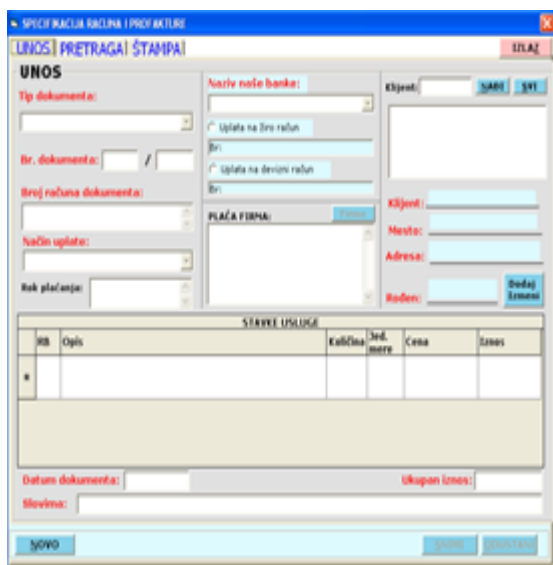 SPECIFIKACIJA RACUNA I PROFAKTURE
UNOS PRETRAGA ŠTAMPA
IZLAZ
UNOS
Tip dokumenta:
Br. dokumenta: /
Broj računa dokumenta:
Način uplate:
Rok plaćanja:
Naziv naše banke:
Uplata na žiro račun
Br:
Uplata na devizni račun
Br:
PLAĆA FIRMA:
Klijent: NAĐI SVI
Klijent:
Mesto:
Adresa:
Rođen:
Dodaj
Izmeni
STAVKE USLUGE
RB Opis Količina Jed. mere Cena Iznos
Datum dokumenta: Ukupan iznos:
Slovima:
NOVO